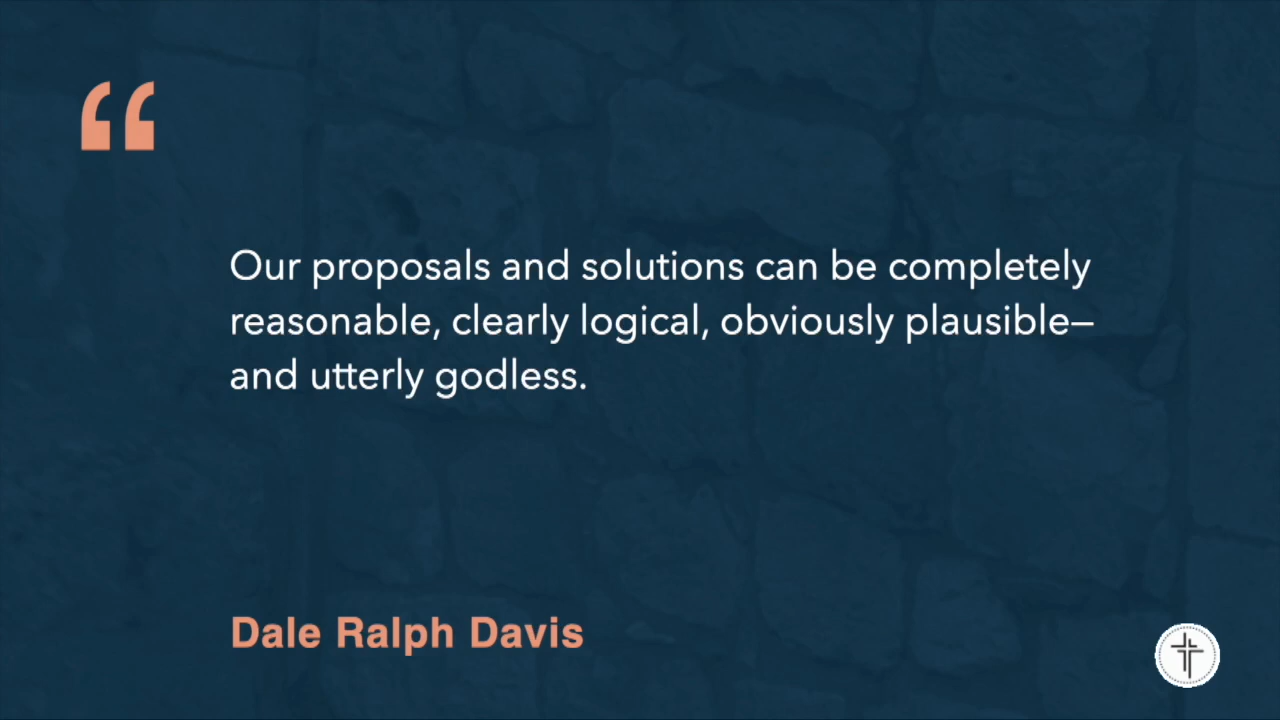 “
Our proposals and solutions can be completely
reasonable, clearly logical, obviously plausible–
and utterly godless.
Dale Ralph Davis